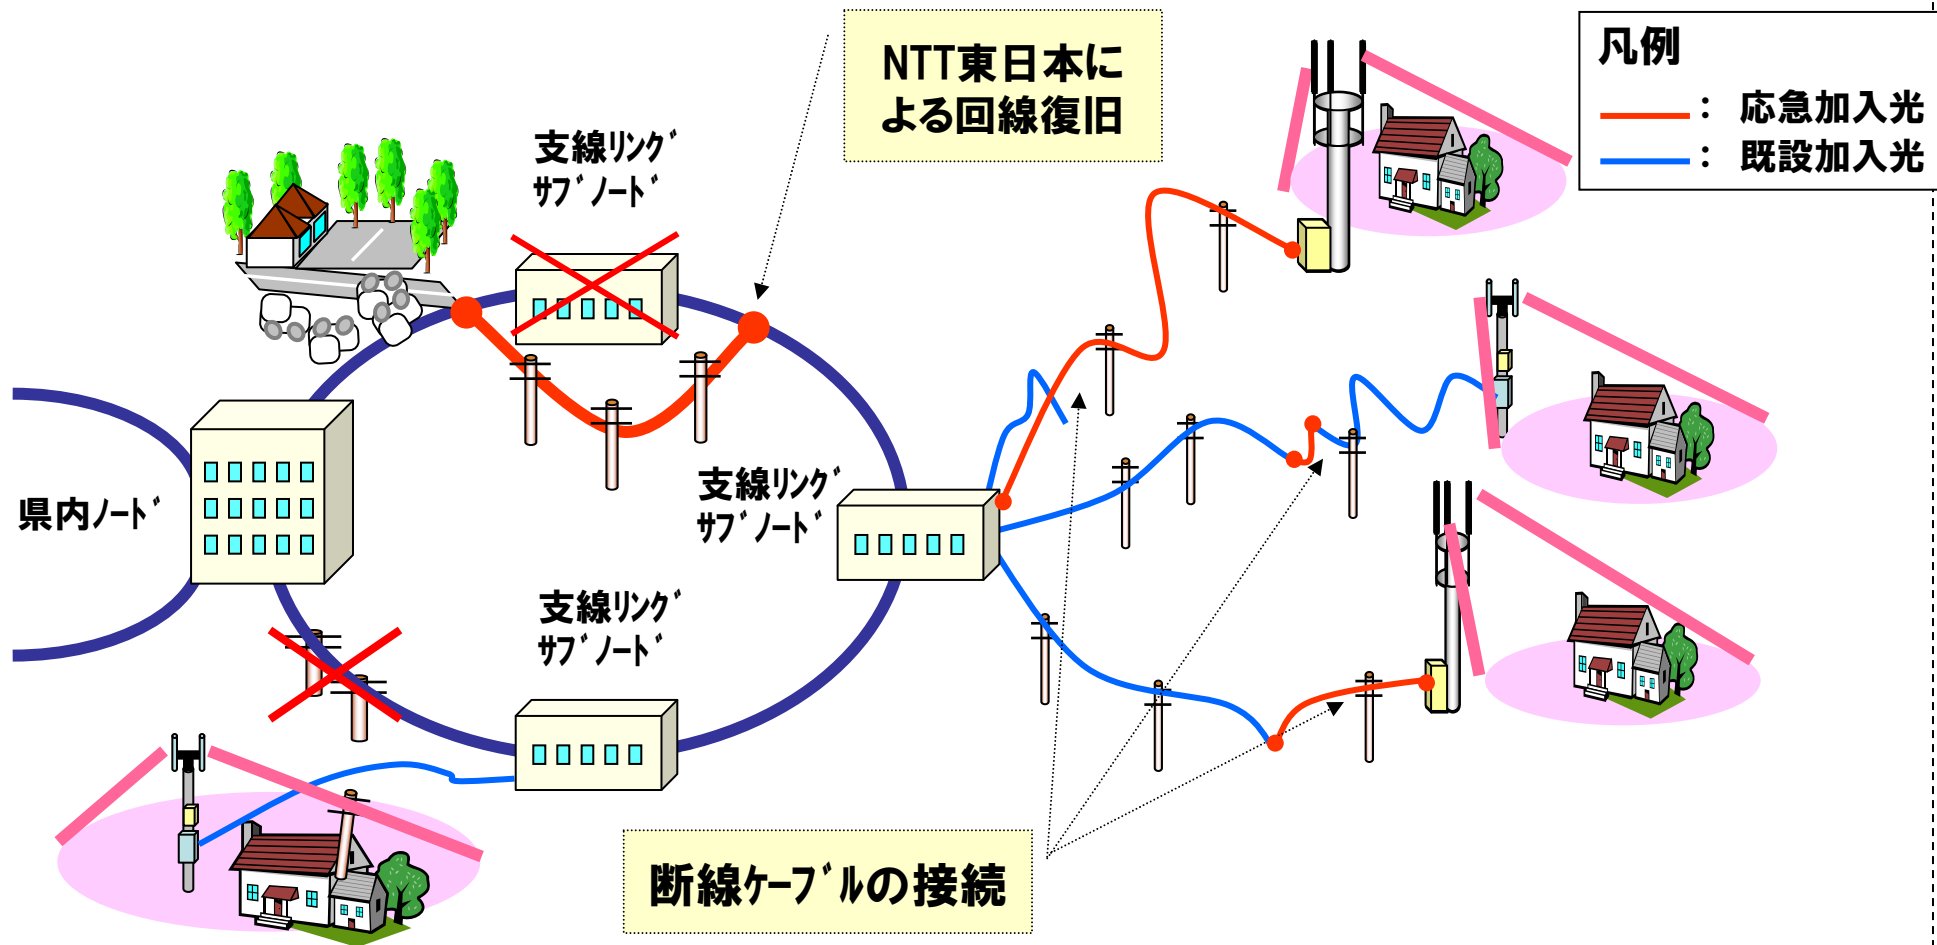 NTT東日本に
よる回線復旧
凡例
： 応急加入光
： 既設加入光
支線リング
サブノード
支線リング
サブノード
県内ノード
支線リング
サブノード
断線ケーブルの接続